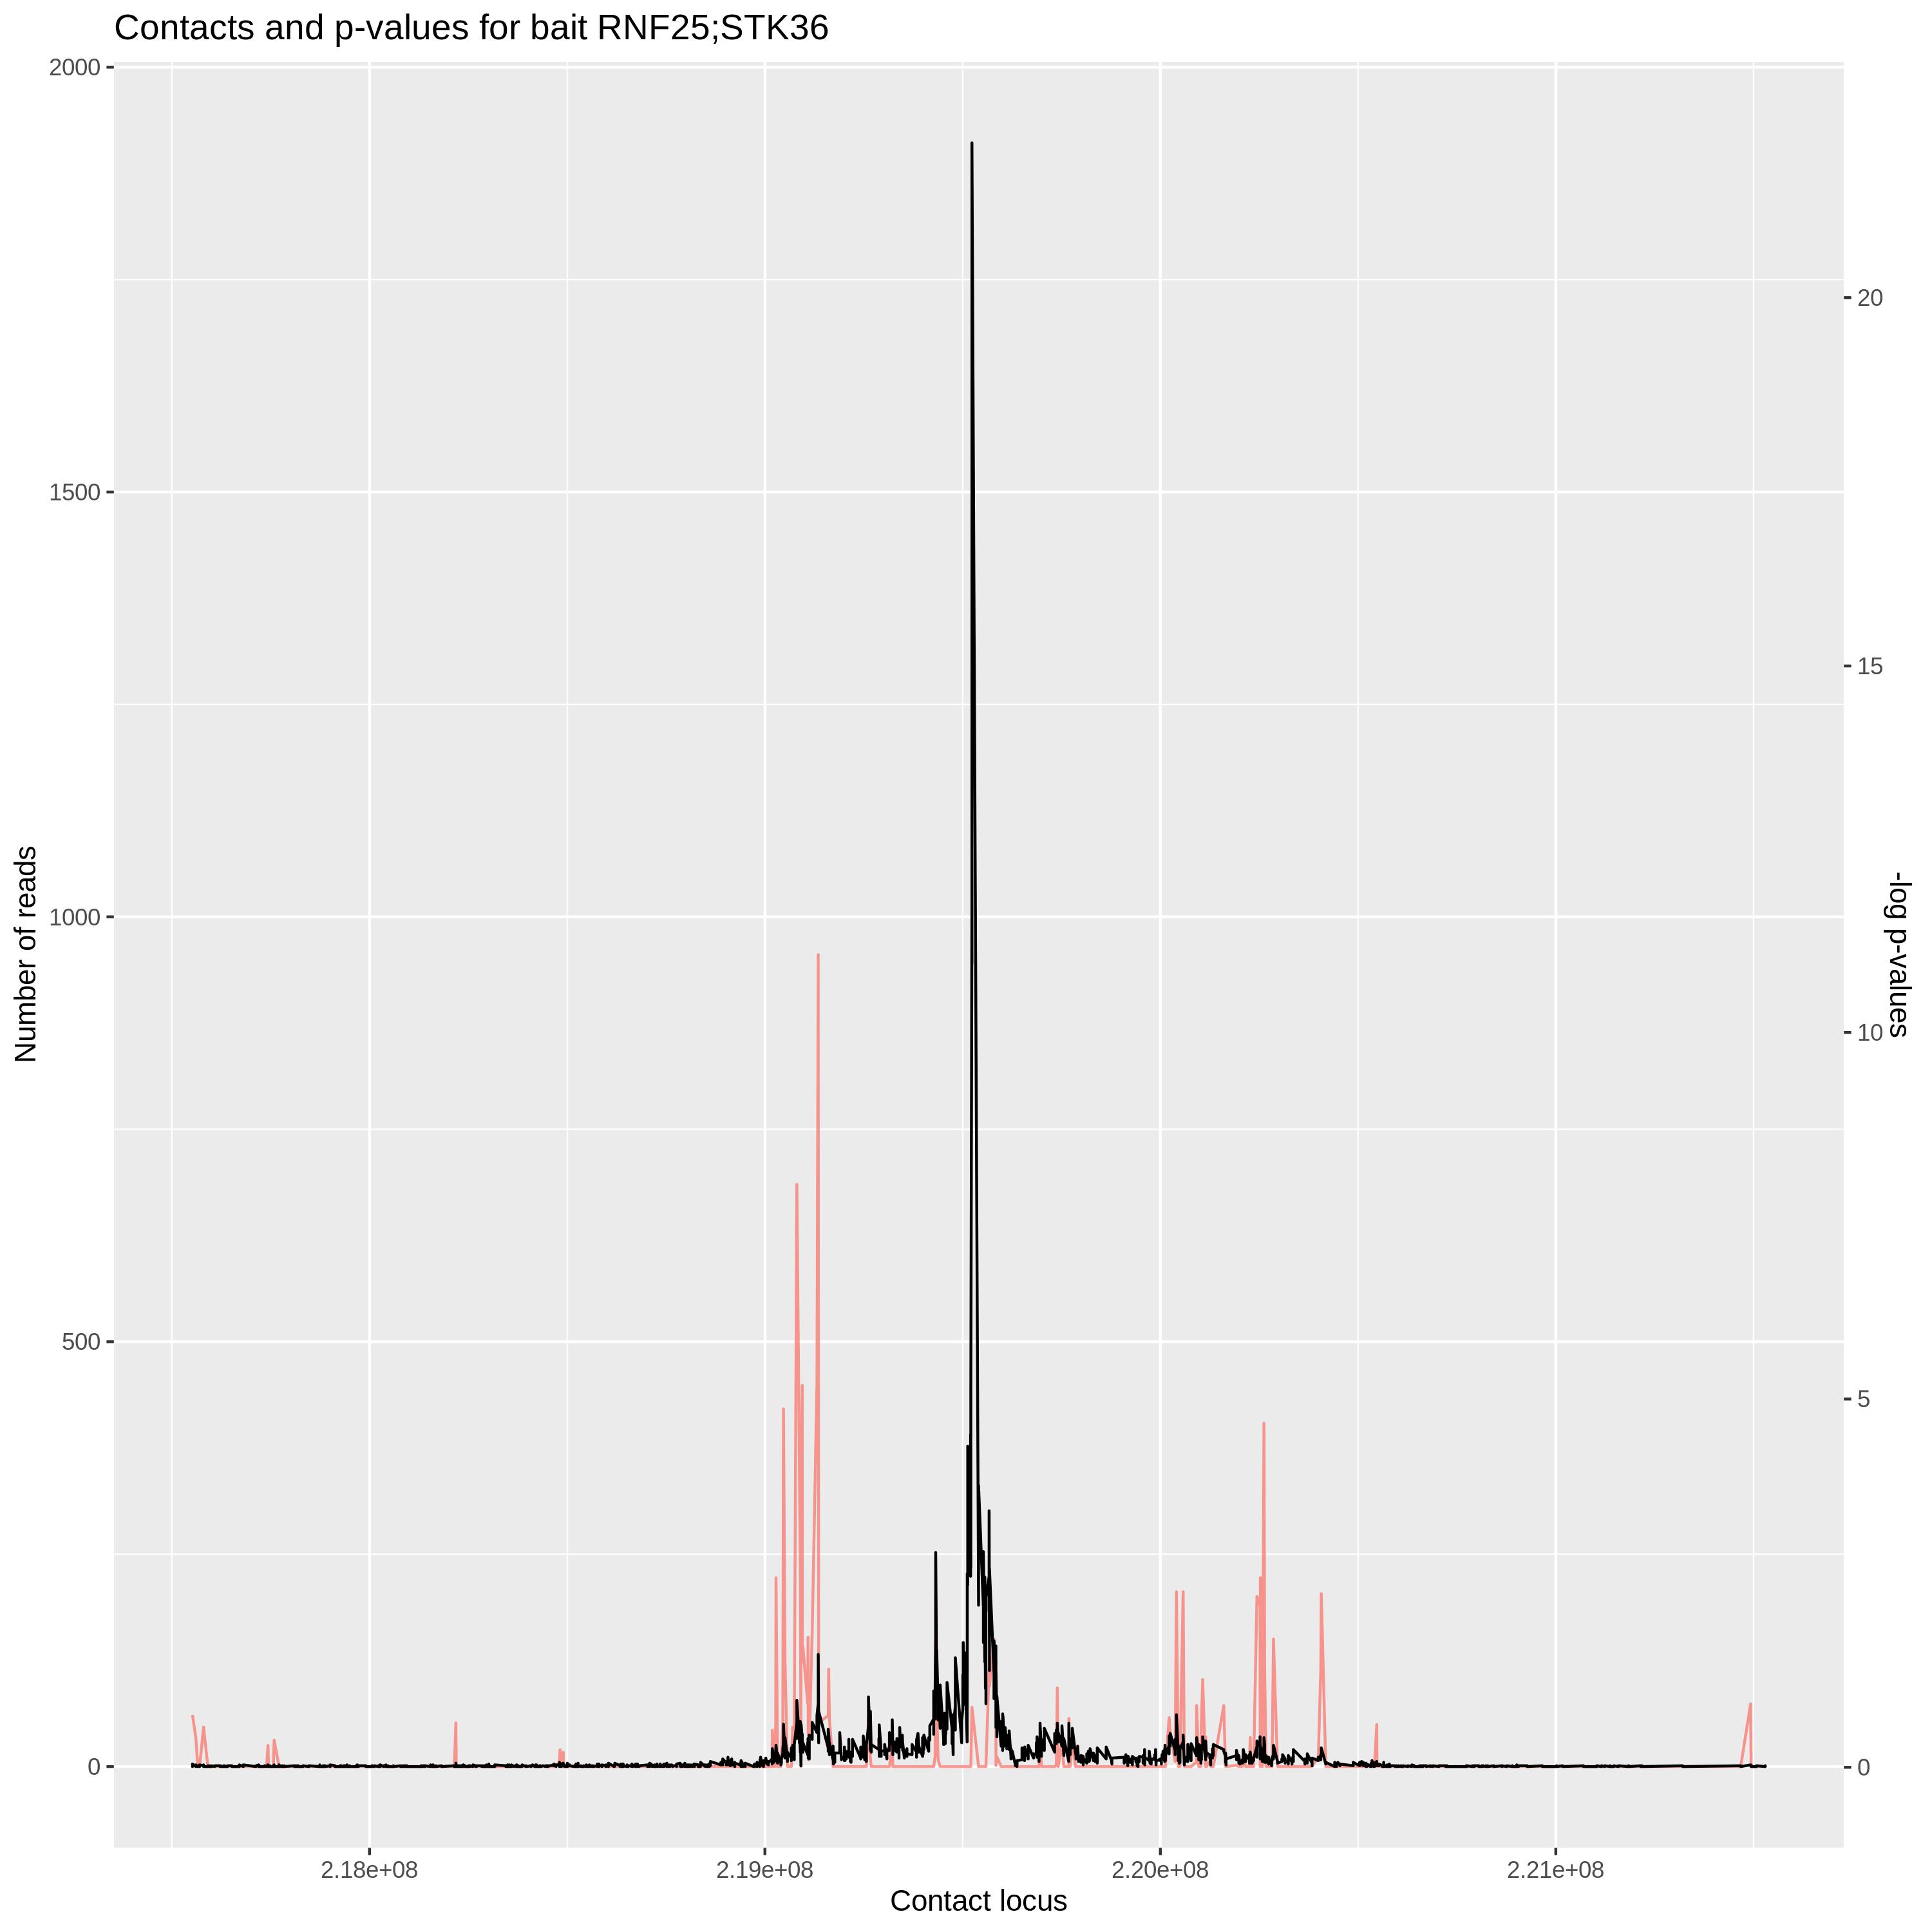 Contacts and p-values for bait RNF25;STK36
2000
1500
1000
500
0
Number of reads
20
15
10
5
0
-log p-values
2.18e+08
2.19e+08
2.20e+08
2.21e+08
Contact locus